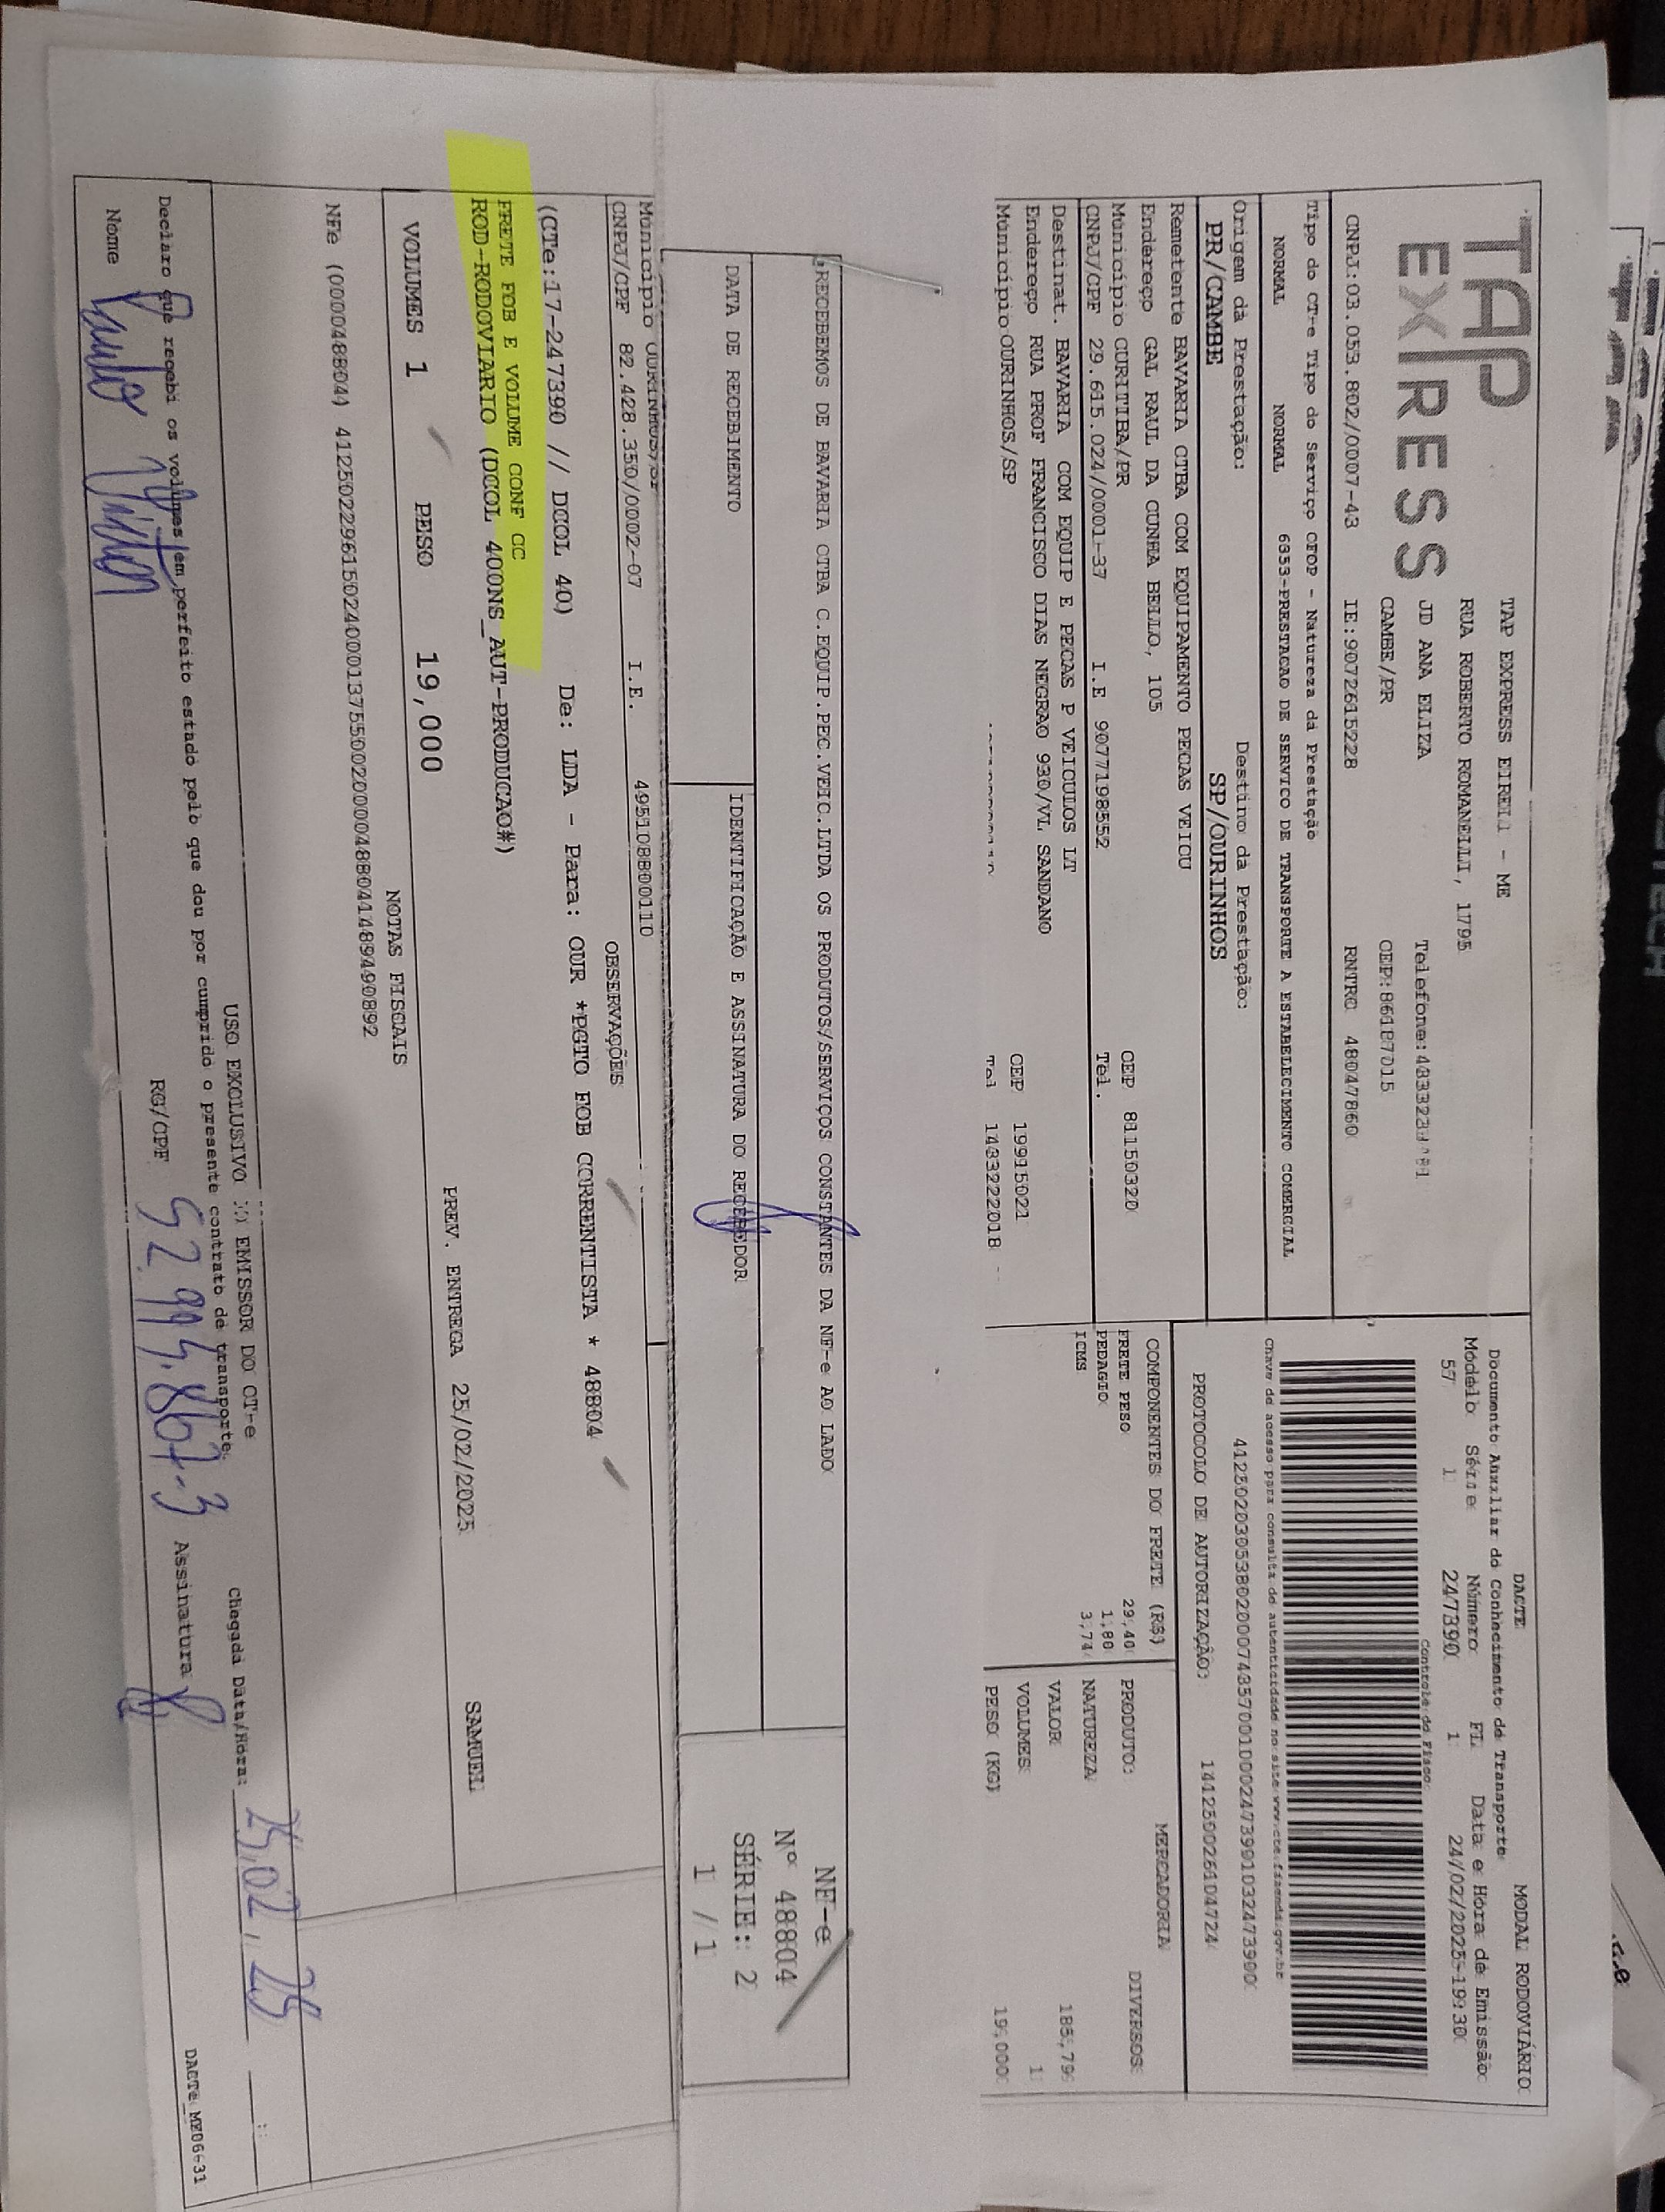 TAP
EXPRESS
TAP EXPRESS EIRELI - ME
RUA ROBERTO ROMANELLI, 1795
JD ANA ELIZA
CAMBE/PR
CEP:86187015
CNPJ:03.053.802/0007-43 IE:9072615228 RNTRC 48047860
Tipo do CT-e Tipo do Serviço CFOP - Natureza da Prestação
NORMAL NORMAL 6353-PRESTACAO DE SERVICO DE TRANSPORTE A ESTABELECIMENTO COMERCIAL
Origem da Prestação: Destino da Prestação:
PR/CAMBE SP/OURINHOS
Remetente BAVARIA CTBA COM EQUIPAMENTO PECAS VEICU
Endereço GAL RAUL DA CUNHA BELLO, 105
Município CURITIBA/PR CEP 81150320
CNPJ/CPF 29.615.024/0001-37 I.E 9077198552 Tel.
Destinat. BAVARIA COM EQUIP E PECAS P VEICULOS LT
Endereço RUA PROF FRANCISCO DIAS NEGRAO 930/VL SANDANO
Município OURINHOS/SP CEP 19915021
Tel 1433222018
DACTE MODAL RODOVIÁRIO
Documento Auxiliar do Conhecimento de Transporte
Modelo Série Número FL Data e Hora de Emissão
57 1 247390 1 24/02/2025-19:30
Controle do Fisco
Chave de acesso para consulta de autenticidade no site www.cte.fazenda.gov.br
PROTOCOLO DE AUTORIZAÇÃO: 141250026104724
COMPONENTES DO FRETE (R$)
FRETE PESO 29,40
PEDAGIO 1,80
ICMS 3,74
MERCADORIA
PRODUTO: DIVERSOS
NATUREZA
VALOR 185,79
VOLUMES 1
PESO (KG) 19,000
RECEBEMOS DE BAVARIA CTBA C.EQUIP.PEC.VEIC.LTDA OS PRODUTOS/SERVIÇOS CONSTANTES DA NF-e AO LADO
DATA DE RECEBIMENTO IDENTIFICAÇÃO E ASSINATURA DO RECEBEDOR
NF-e
Nº 48804
SÉRIE: 2
1 / 1
Município OURINHOS/SP
CNPJ/CPF 82.428.350/0002-07 I.E. 495108800110
OBSERVAÇÕES
(CTe:17-247390 // DCOL 40) De: LDA - Para: OUR *PGTO FOB CORRENTISTA * 48804
FRETE FOB E VOLUME CONF CC
ROD-RODOVIARIO (DCOL 40ONS_AUT-PRODUCAO#)
VOLUMES 1 PESO 19,000 PREV. ENTREGA 25/02/2025 SAMUEL
NOTAS FISCAIS
NFe (000048804) 41250229615024000137550020000488041489490892
USO EXCLUSIVO DO EMISSOR DO CT-e
Declaro que recebi os volumes em perfeito estado pelo que dou por cumprido o presente contrato de transporte.
Chegada Data/Hora: 25,02,25
Nome RG/CPF Assinatura
DACTe_ME06631